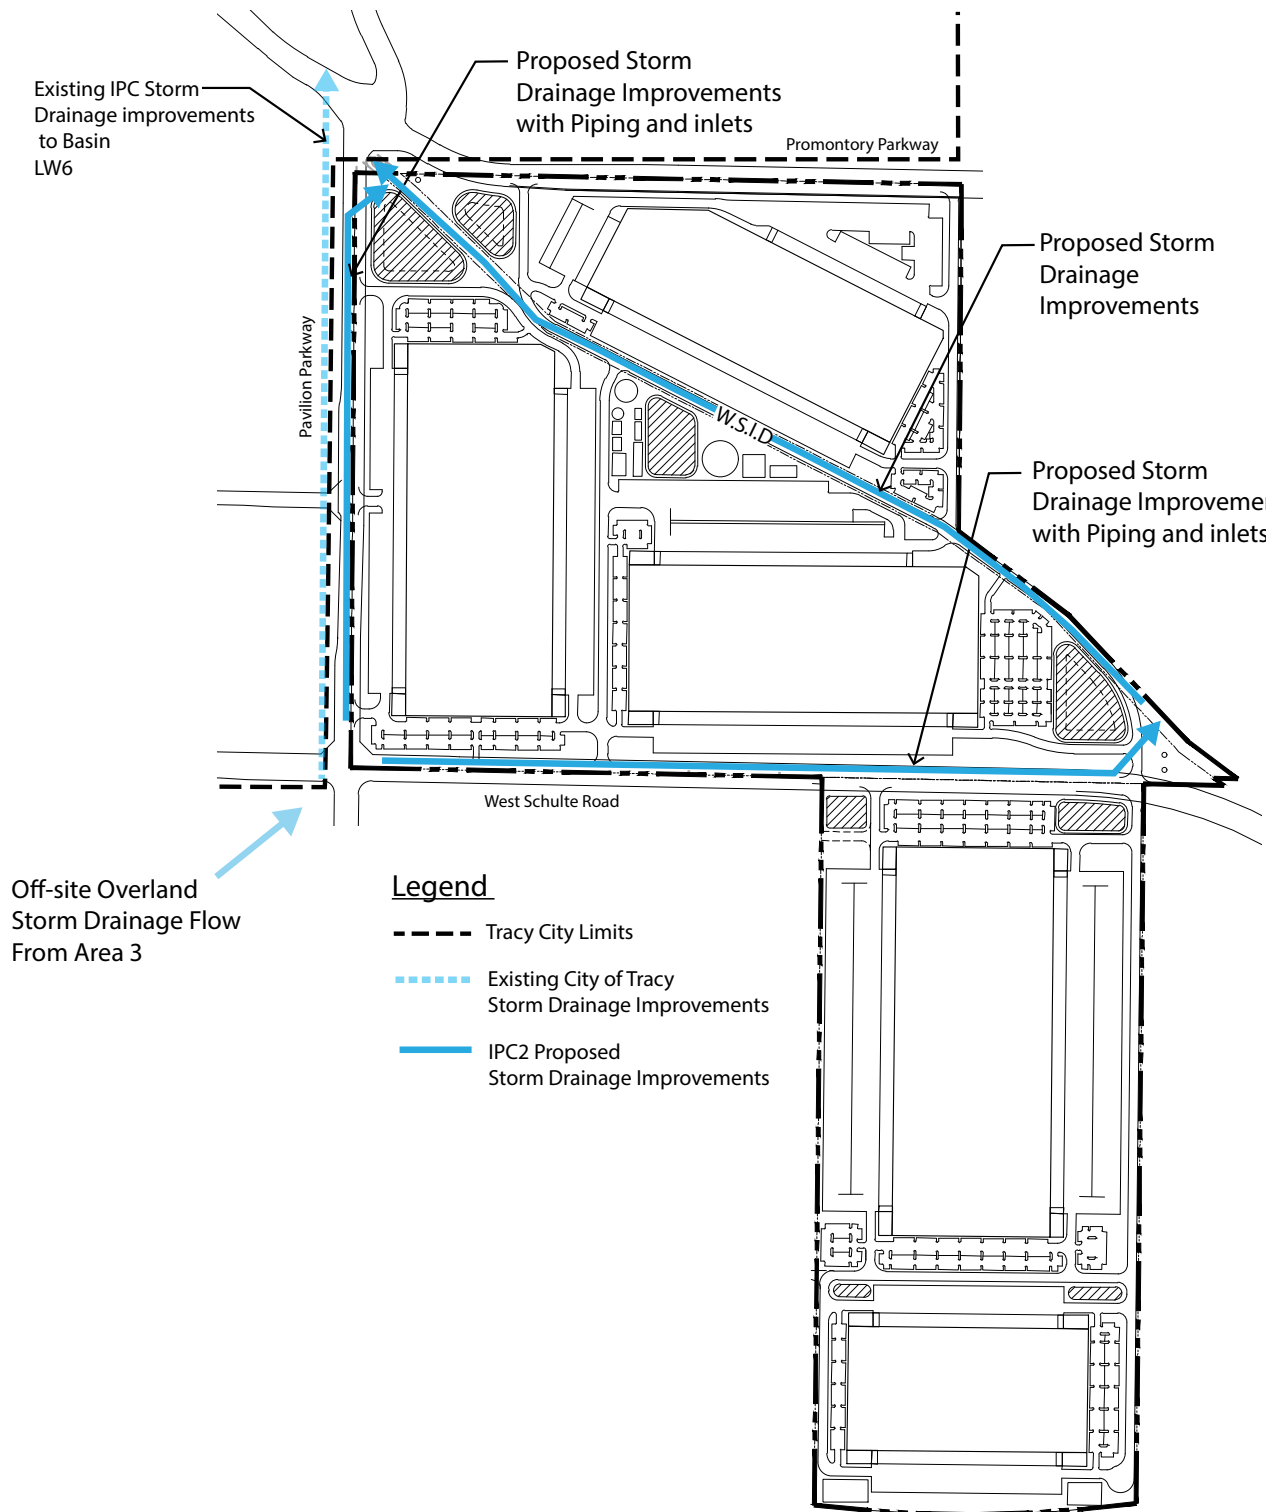 Proposed Storm
Drainage Improvements
with Piping and inlets
Existing IPC Storm
Drainage improvements
to Basin
LW6
Promontory Parkway
Proposed Storm
Drainage
Improvements
Pavilion Parkway
W.S.I.D
Proposed Storm
Drainage Improvemen
with Piping and inlets
West Schulte Road
Off-site Overland
Storm Drainage Flow
From Area 3
Legend
Tracy City Limits
Existing City of Tracy
Storm Drainage Improvements
IPC2 Proposed
Storm Drainage Improvements